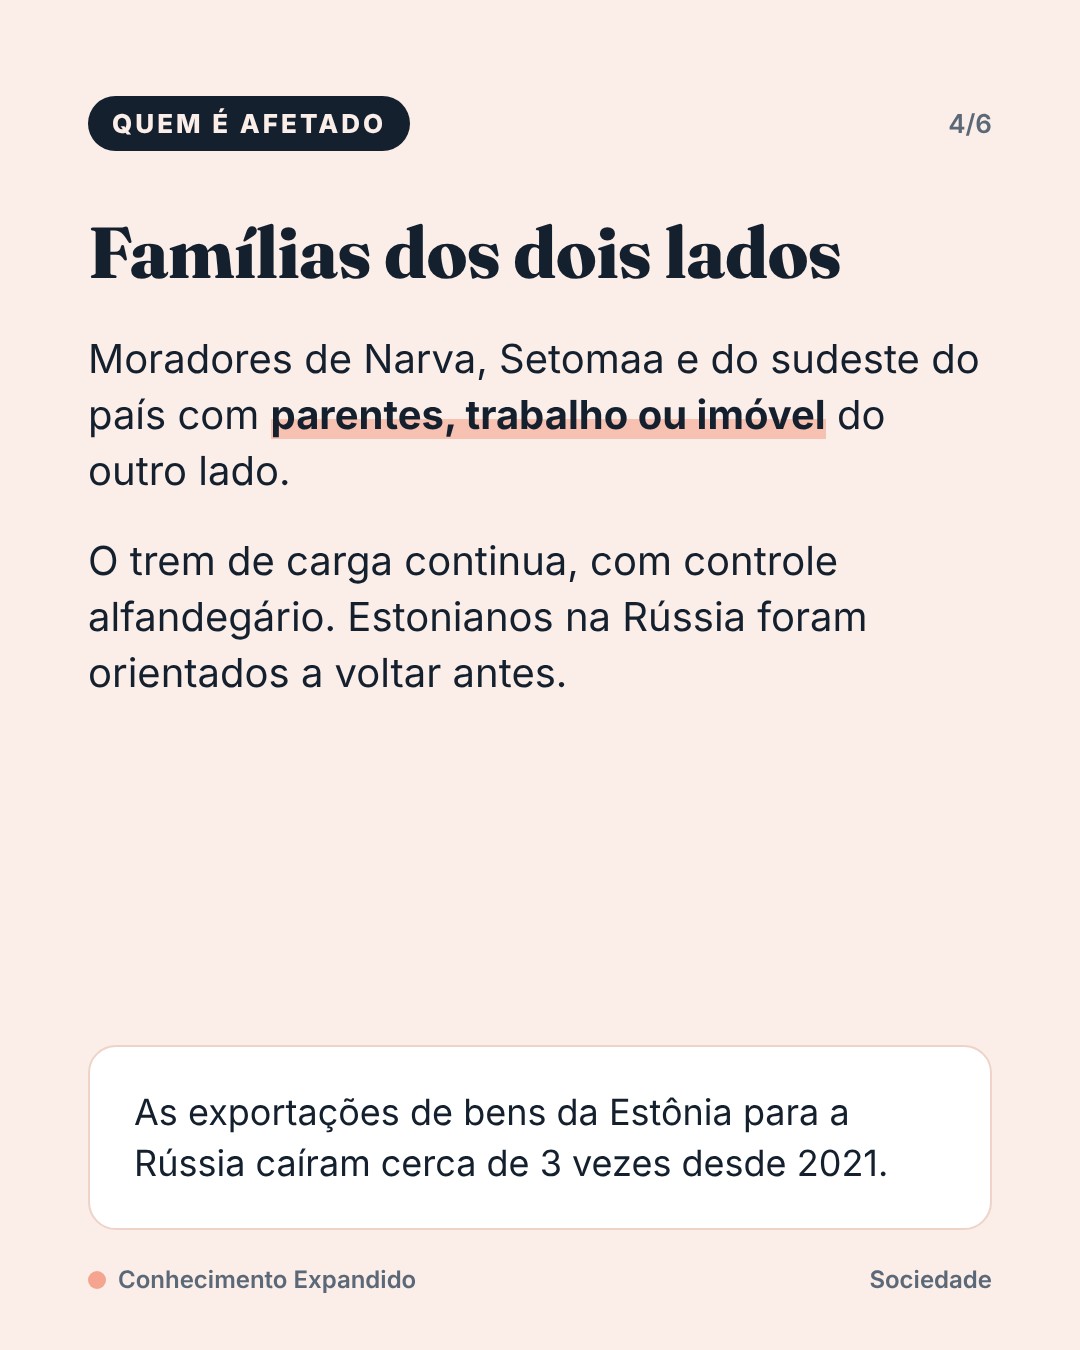 QUEM É AFETADO
4/6
Famílias dos dois lados
Moradores de Narva, Setomaa e do sudeste do
país com parentes, trabalho ou imóvel do
outro lado.
O trem de carga continua, com controle
alfandegário. Estonianos na Rússia foram
orientados a voltar antes.
As exportações de bens da Estônia para a
Rússia caíram cerca de 3 vezes desde 2021.
Conhecimento Expandido
Sociedade